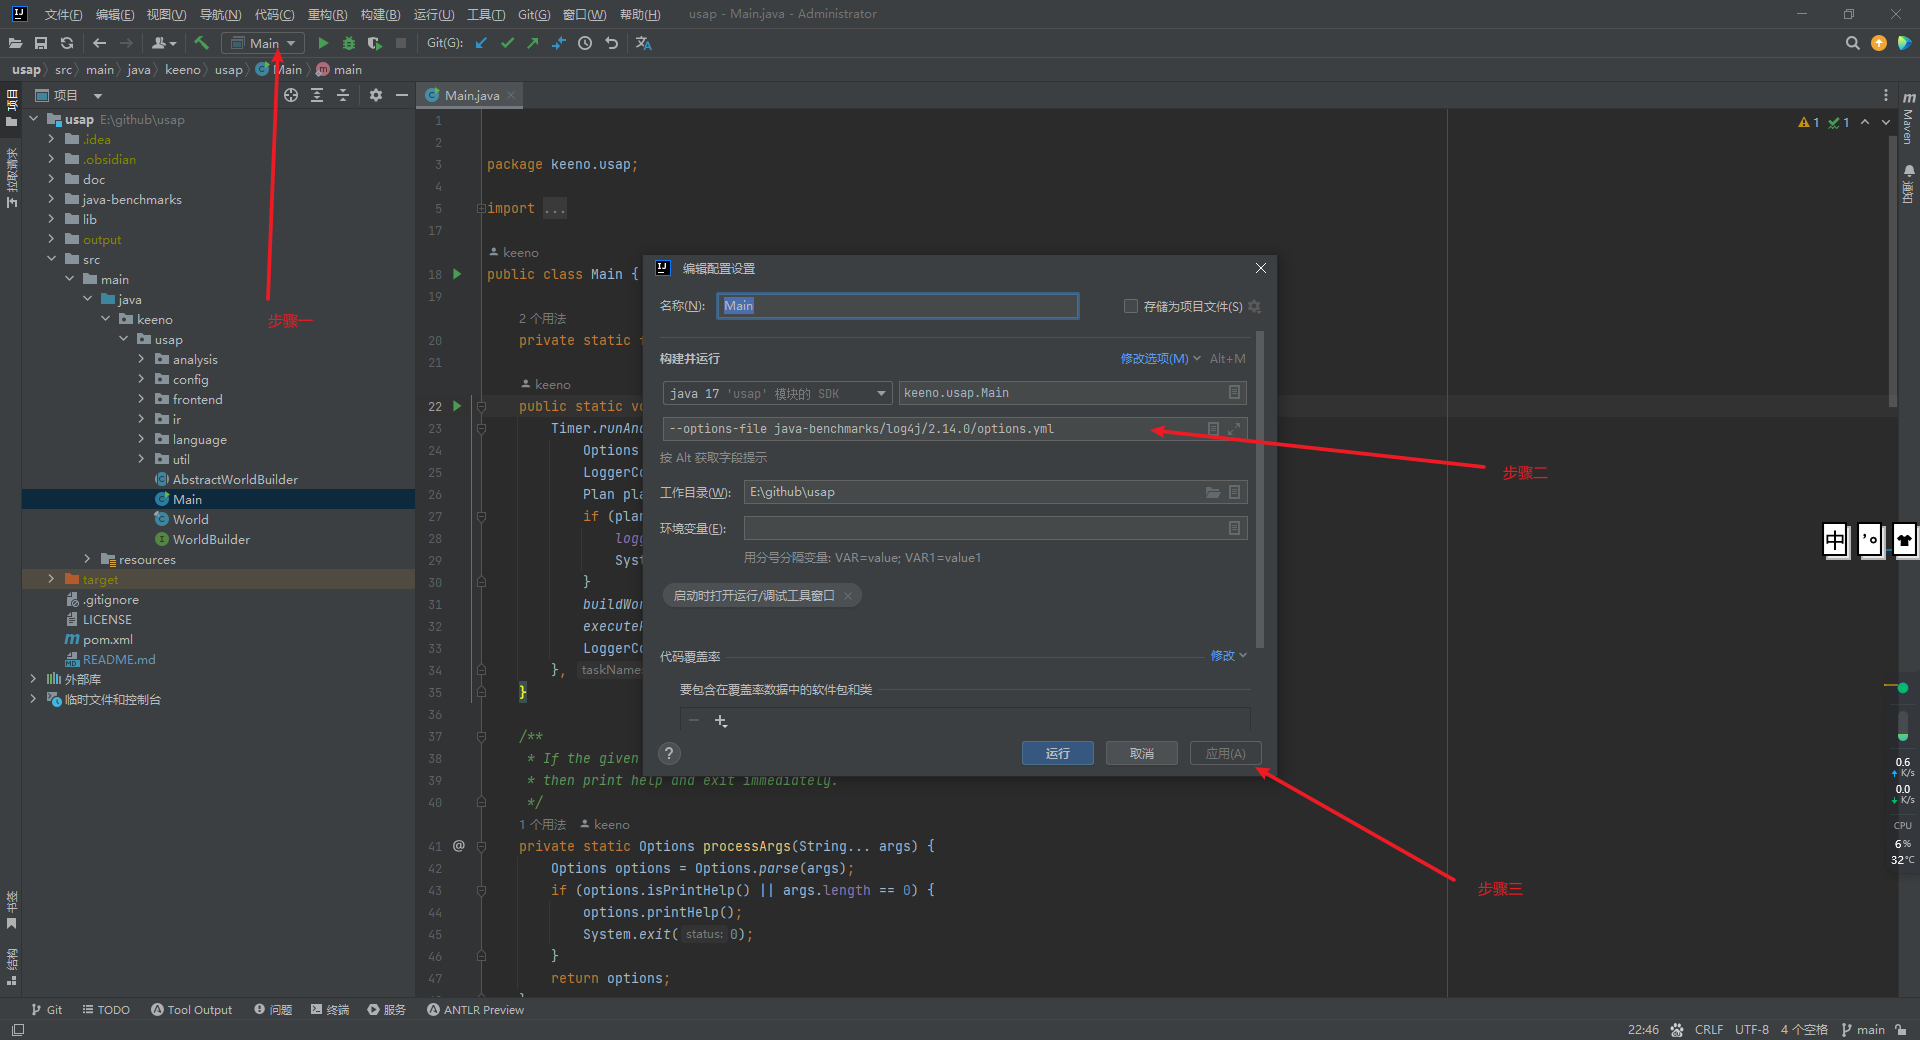 文件(F) 编辑(E) 视图(V) 导航(N) 代码(C) 重构(R) 构建(B) 运行(U) 工具(T) Git(G) 窗口(W) 帮助(H) usap - Main.java - Administrator
Main Git(G):
usap src main java keeno usap Main main
项目
Main.java
项目
拉取请求
书签
结构
usap E:\github\usap
.idea
.obsidian
doc
java-benchmarks
lib
output
src
main
java
keeno
usap
analysis
config
frontend
ir
language
util
AbstractWorldBuilder
Main
World
WorldBuilder
resources
target
.gitignore
LICENSE
pom.xml
README.md
外部库
临时文件和控制台
步骤一
1 1
1
2
3 package keeno.usap;
4
5 import ...
17
keeno
18 public class Main {
19
2 个用法
20 private static
21
keeno
22 public static vo
23 Timer.runAnd
24 Options
25 LoggerCo
26 Plan pla
27 if (plan
28 logg
29 Syst
30 }
31 buildWor
32 execute
33 LoggerCo
34 }, taskName:
35 }
36
37 /**
38 * If the given
39 * then print help and exit immediately.
40 */
1 个用法 keeno
41 @ private static Options processArgs(String... args) {
42 Options options = Options.parse(args);
43 if (options.isPrintHelp() || args.length == 0) {
44 options.printHelp();
45 System.exit( status: 0);
46 }
47 return options;
编辑配置设置
名称(N): Main 存储为项目文件(S)
构建并运行 修改选项(M) Alt+M
java 17 'usap' 模块的 SDK keeno.usap.Main
--options-file java-benchmarks/log4j/2.14.0/options.yml
按 Alt 获取字段提示
工作目录(W): E:\github\usap
环境变量(E):
用分号分隔变量: VAR=value; VAR1=value1
启动时打开运行/调试工具窗口
代码覆盖率 修改
要包含在覆盖率数据中的软件包和类
? 运行 取消 应用(A)
步骤二
步骤三
m
Maven
通知
中
0.6
K/s
0.0
K/s
CPU
6%
32℃
Git TODO Tool Output 问题 终端 服务 ANTLR Preview
22:46 CRLF UTF-8 4 个空格 main